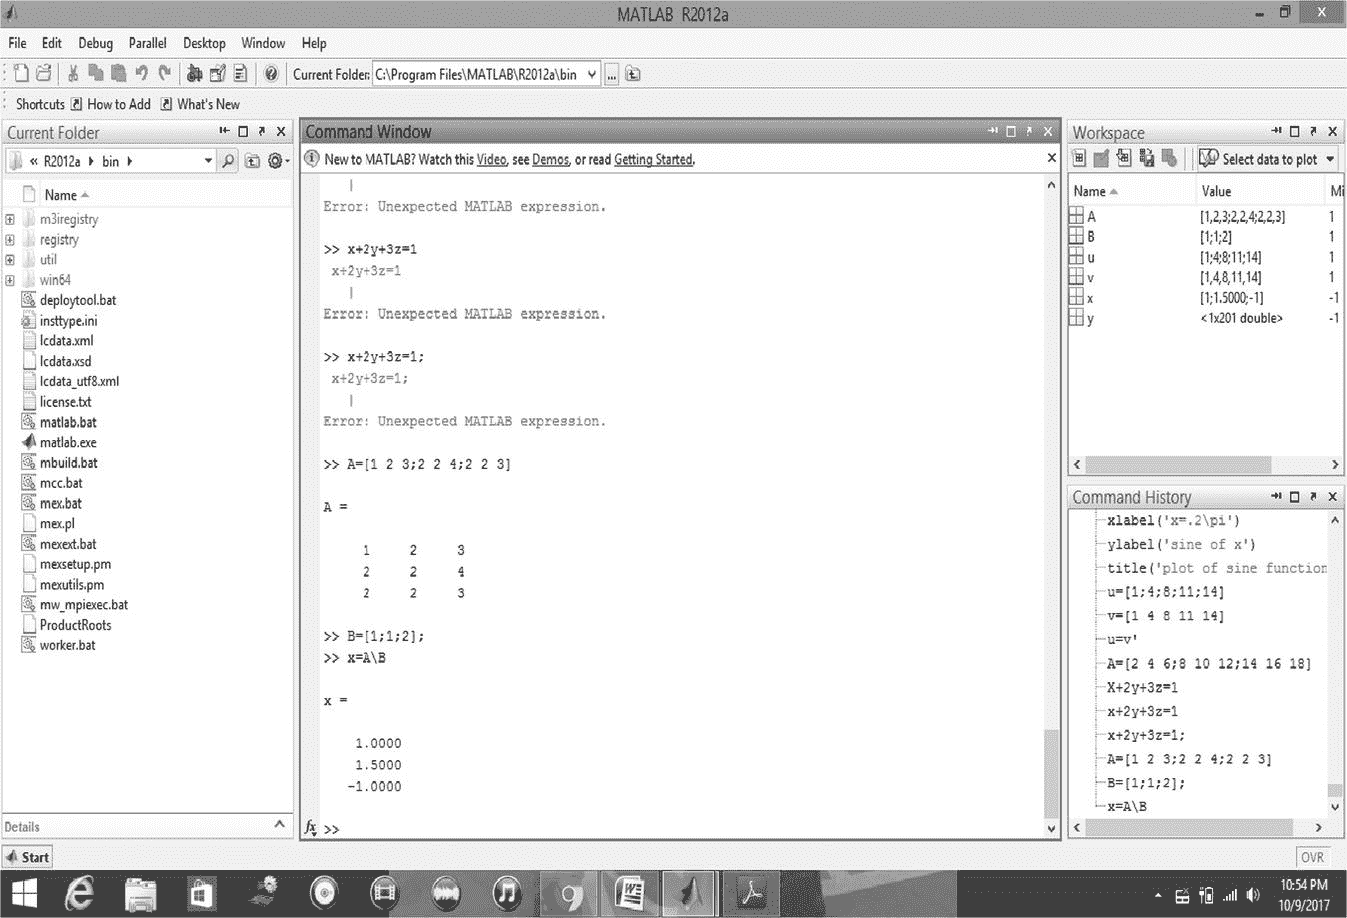 MATLAB R2012a
File Edit Debug Parallel Desktop Window Help
Current Folder: C:\Program Files\MATLAB\R2012a\bin ...
Shortcuts How to Add What's New
Current Folder
« R2012a bin
Name
m3iregistry
registry
util
win64
deploytool.bat
insttype.ini
lcdata.xml
lcdata.xsd
lcdata_utf8.xml
license.txt
matlab.bat
matlab.exe
mbuild.bat
mcc.bat
mex.bat
mex.pl
mexext.bat
mexsetup.pm
mexutils.pm
mw_mpiexec.bat
ProductRoots
worker.bat
Details
Command Window
New to MATLAB? Watch this Video, see Demos, or read Getting Started.
|
Error: Unexpected MATLAB expression.
>> x+2y+3z=1
x+2y+3z=1
|
Error: Unexpected MATLAB expression.
>> x+2y+3z=1;
x+2y+3z=1;
|
Error: Unexpected MATLAB expression.
>> A=[1 2 3;2 2 4;2 2 3]
A =
1 2 3
2 2 4
2 2 3
>> B=[1;1;2];
>> x=A\B
x =
1.0000
1.5000
-1.0000
fx >>
Workspace
Select data to plot
Name Value Mi
A [1,2,3;2,2,4;2,2,3] 1
B [1;1;2] 1
u [1;4;8;11;14] 1
v [1,4,8,11,14] 1
x [1;1.5000;-1] -1
y <1x201 double> -1
Command History
xlabel('x=.2\pi')
ylabel('sine of x')
title('plot of sine function
u=[1;4;8;11;14]
v=[1 4 8 11 14]
u=v'
A=[2 4 6;8 10 12;14 16 18]
X+2y+3z=1
x+2y+3z=1
x+2y+3z=1;
A=[1 2 3;2 2 4;2 2 3]
B=[1;1;2];
x=A\B
Start
OVR
10:54 PM
10/9/2017